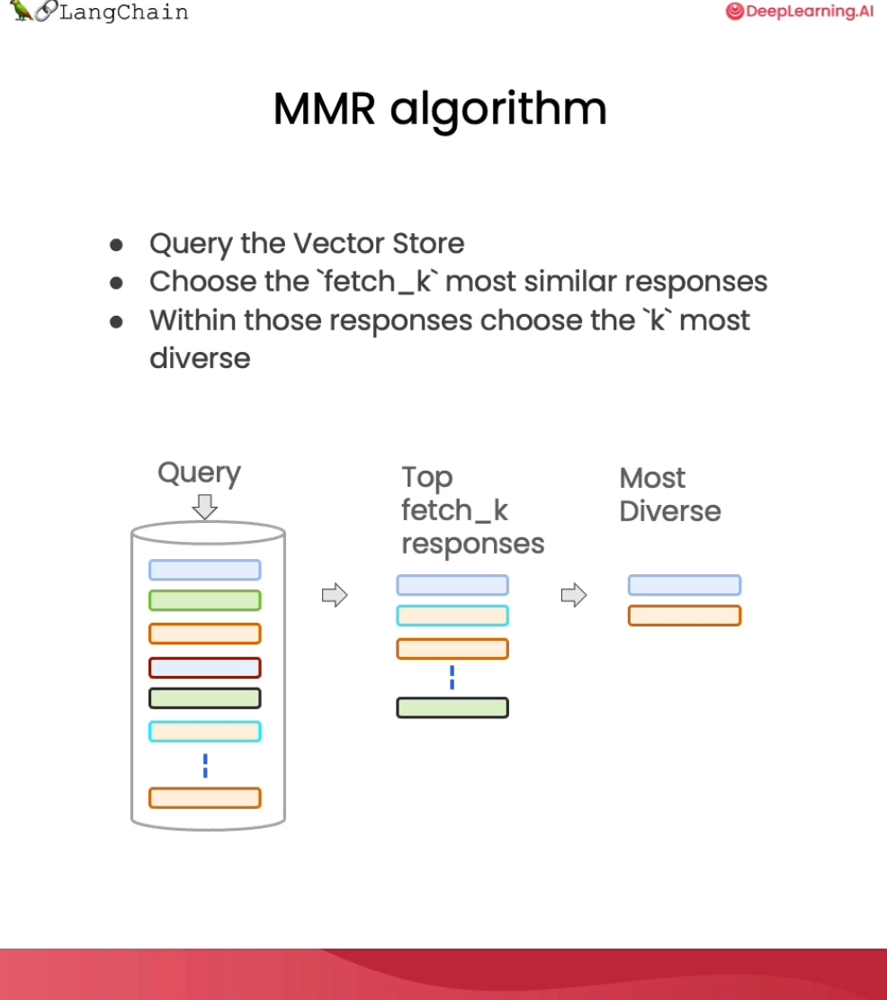 LangChain
DeepLearning.AI
MMR algorithm
● Query the Vector Store
● Choose the `fetch_k` most similar responses
● Within those responses choose the `k` most
diverse
Query
Top
fetch_k
responses
Most
Diverse